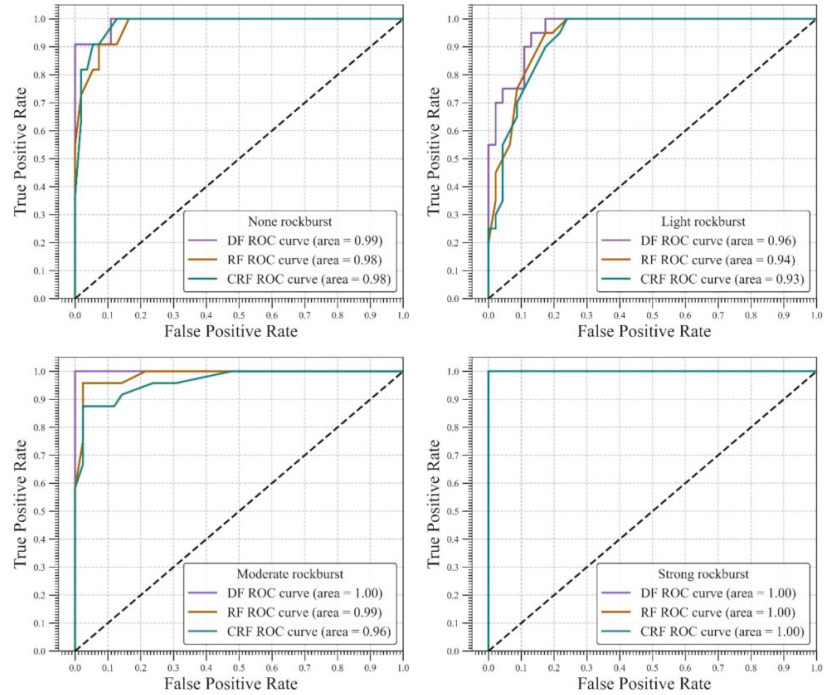 1.0
0.9
0.8
0.7
0.6
0.5
0.4
0.3
0.2
0.1
0.0
True Positive Rate
None rockburst
DF ROC curve (area = 0.99)
RF ROC curve (area = 0.98)
CRF ROC curve (area = 0.98)
0.0 0.1 0.2 0.3 0.4 0.5 0.6 0.7 0.8 0.9 1.0
False Positive Rate
1.0
0.9
0.8
0.7
0.6
0.5
0.4
0.3
0.2
0.1
0.0
True Positive Rate
Light rockburst
DF ROC curve (area = 0.96)
RF ROC curve (area = 0.94)
CRF ROC curve (area = 0.93)
0.0 0.1 0.2 0.3 0.4 0.5 0.6 0.7 0.8 0.9 1.0
False Positive Rate
1.0
0.9
0.8
0.7
0.6
0.5
0.4
0.3
0.2
0.1
0.0
True Positive Rate
Moderate rockburst
DF ROC curve (area = 1.00)
RF ROC curve (area = 0.99)
CRF ROC curve (area = 0.96)
0.0 0.1 0.2 0.3 0.4 0.5 0.6 0.7 0.8 0.9 1.0
False Positive Rate
1.0
0.9
0.8
0.7
0.6
0.5
0.4
0.3
0.2
0.1
0.0
True Positive Rate
Strong rockburst
DF ROC curve (area = 1.00)
RF ROC curve (area = 1.00)
CRF ROC curve (area = 1.00)
0.0 0.1 0.2 0.3 0.4 0.5 0.6 0.7 0.8 0.9 1.0
False Positive Rate